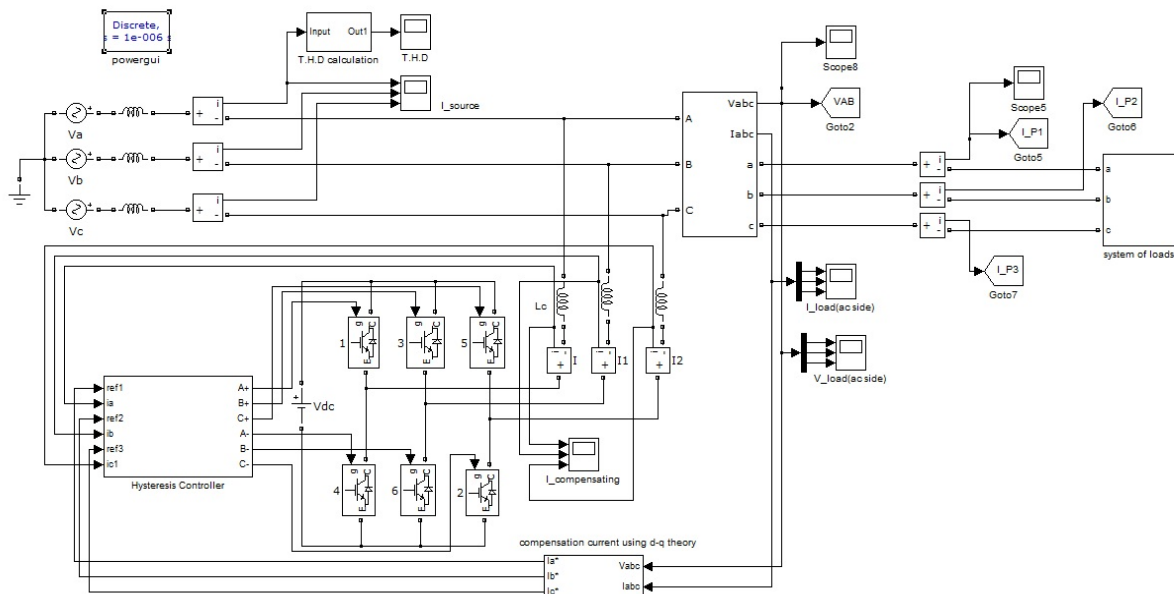 Discrete,
s = 1e-006 s
powergui
Input
Out1
T.H.D calculation
T.H.D
I_source
Va
Vb
Vc
A
B
C
Vabc
Iabc
a
b
c
Scope8
VAB
Goto2
Scope5
I_P1
Goto5
I_P2
Goto6
I_P3
Goto7
a
b
c
system of loads
I_load(ac side)
V_load(ac side)
i
+
-
i
+
-
i
+
-
i
+
-
i
+
-
i
+
-
Lc
I
I1
I2
i
-
+
i
-
+
i
-
+
g
C
E
1
g
C
E
3
g
C
E
5
g
C
E
4
g
C
E
6
g
C
E
2
+
Vdc
ref1
ia
ref2
ib
ref3
ic1
A+
B+
C+
A-
B-
C-
Hysteresis Controller
I_compensating
compensation current using d-q theory
Ia*
Ib*
Ic*
Vabc
Iabc